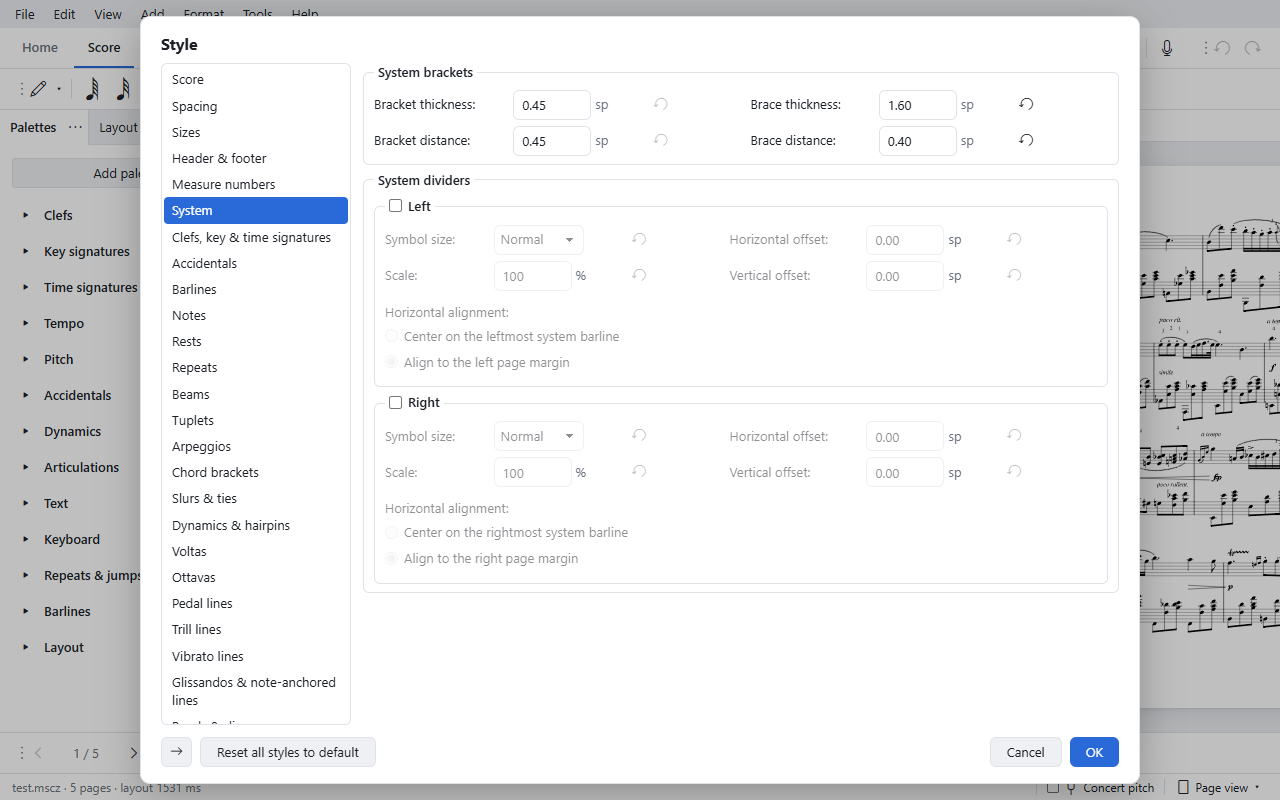 File Edit View Add Format Tools Help
Style
Home Score
Palettes ··· Layout
Add pale
Clefs
Key signatures
Time signatures
Tempo
Pitch
Accidentals
Dynamics
Articulations
Text
Keyboard
Repeats & jumps
Barlines
Layout
Score
Spacing
Sizes
Header & footer
Measure numbers
System
Clefs, key & time signatures
Accidentals
Barlines
Notes
Rests
Repeats
Beams
Tuplets
Arpeggios
Chord brackets
Slurs & ties
Dynamics & hairpins
Voltas
Ottavas
Pedal lines
Trill lines
Vibrato lines
Glissandos & note-anchored
lines
System brackets
Bracket thickness: 0.45 sp Brace thickness: 1.60 sp
Bracket distance: 0.45 sp Brace distance: 0.40 sp
System dividers
Left
Symbol size: Normal Horizontal offset: 0.00 sp
Scale: 100 % Vertical offset: 0.00 sp
Horizontal alignment:
Center on the leftmost system barline
Align to the left page margin
Right
Symbol size: Normal Horizontal offset: 0.00 sp
Scale: 100 % Vertical offset: 0.00 sp
Horizontal alignment:
Center on the rightmost system barline
Align to the right page margin
paco rit.
simile
a tempo
poco rallent.
1 / 5
Reset all styles to default Cancel OK
test.mscz · 5 pages · layout 1531 ms Concert pitch Page view